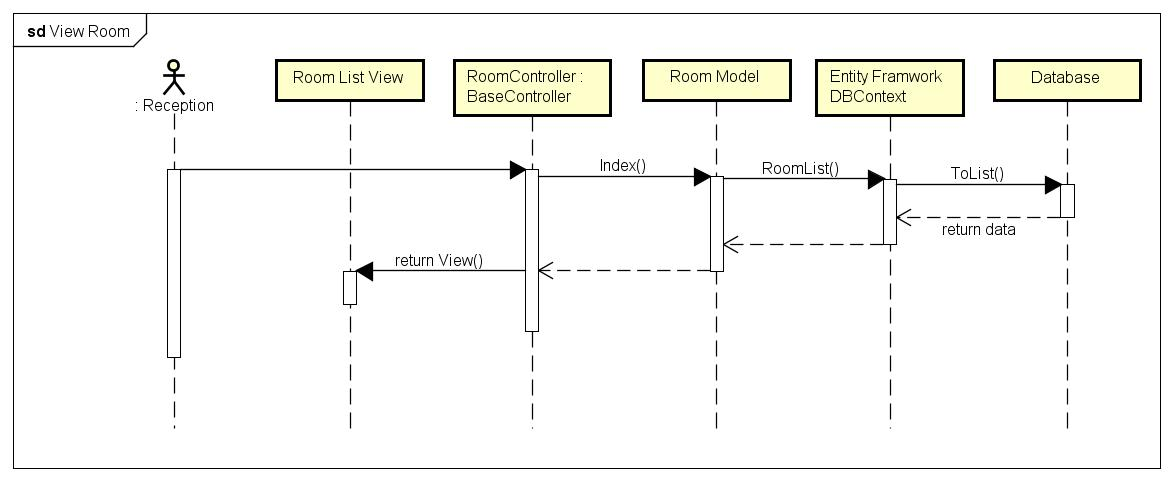 sd View Room
: Reception
Room List View
RoomController :
BaseController
Room Model
Entity Framwork
DBContext
Database
Index()
RoomList()
ToList()
return data
return View()